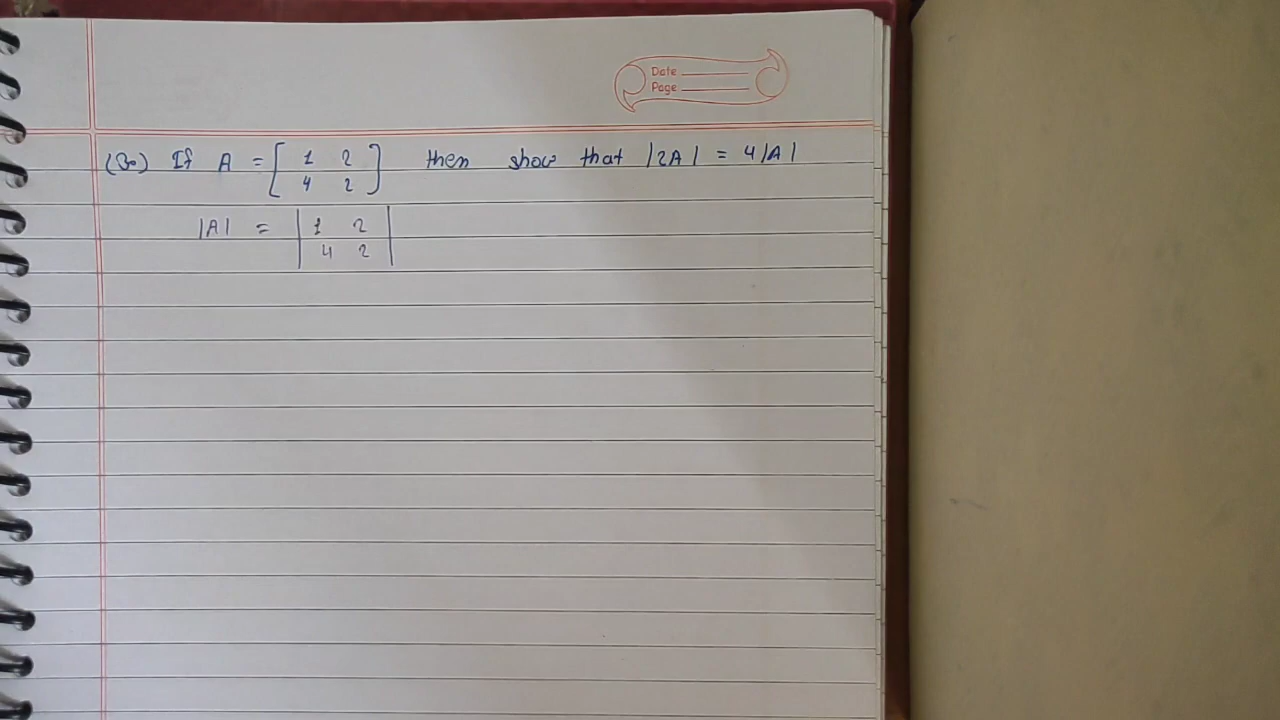 Date
Page
(Q.) If A = [ 1 2 ] then show that |2A| = 4|A|
[ 4 2 ]
|A| = | 1 2 |
| 4 2 |